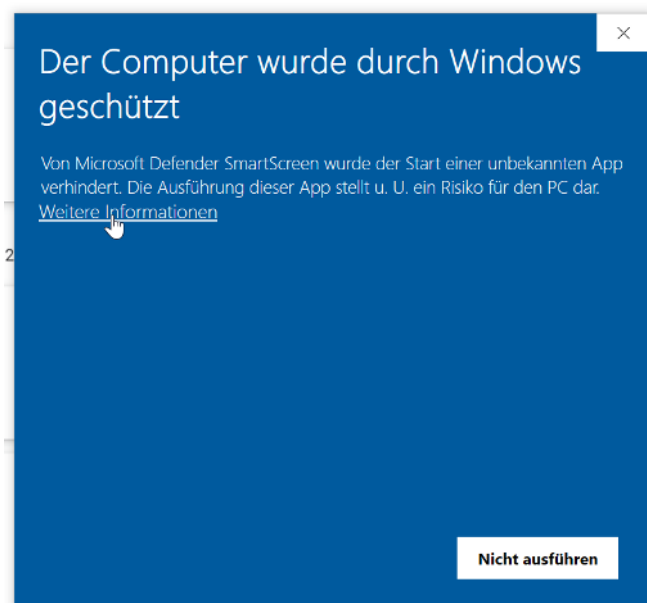 Der Computer wurde durch Windows
geschützt
Von Microsoft Defender SmartScreen wurde der Start einer unbekannten App
verhindert. Die Ausführung dieser App stellt u. U. ein Risiko für den PC dar.
Weitere Informationen
2
Nicht ausführen